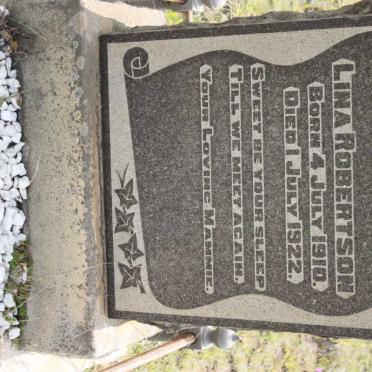 LINA ROBERTSON
BORN 4 JULY 1910.
DIED 1 JULY 1922.
SWEET BE YOUR SLEEP
TILL WE MEET AGAIN.
YOUR LOVING MAMMIE.